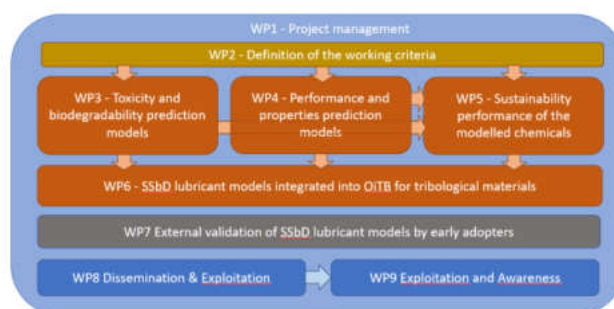 WP1 - Project management
WP2 - Definition of the working criteria
WP3 - Toxicity and
biodegradability prediction
models
WP4 - Performance and
properties prediction
models
WP5 - Sustainability
performance of the
modelled chemicals
WP6 - SSbD lubricant models integrated into OiTB for tribological materials
WP7 External validation of SSbD lubricant models by early adopters
WP8 Dissemination & Exploitation
WP9 Exploitation and Awareness